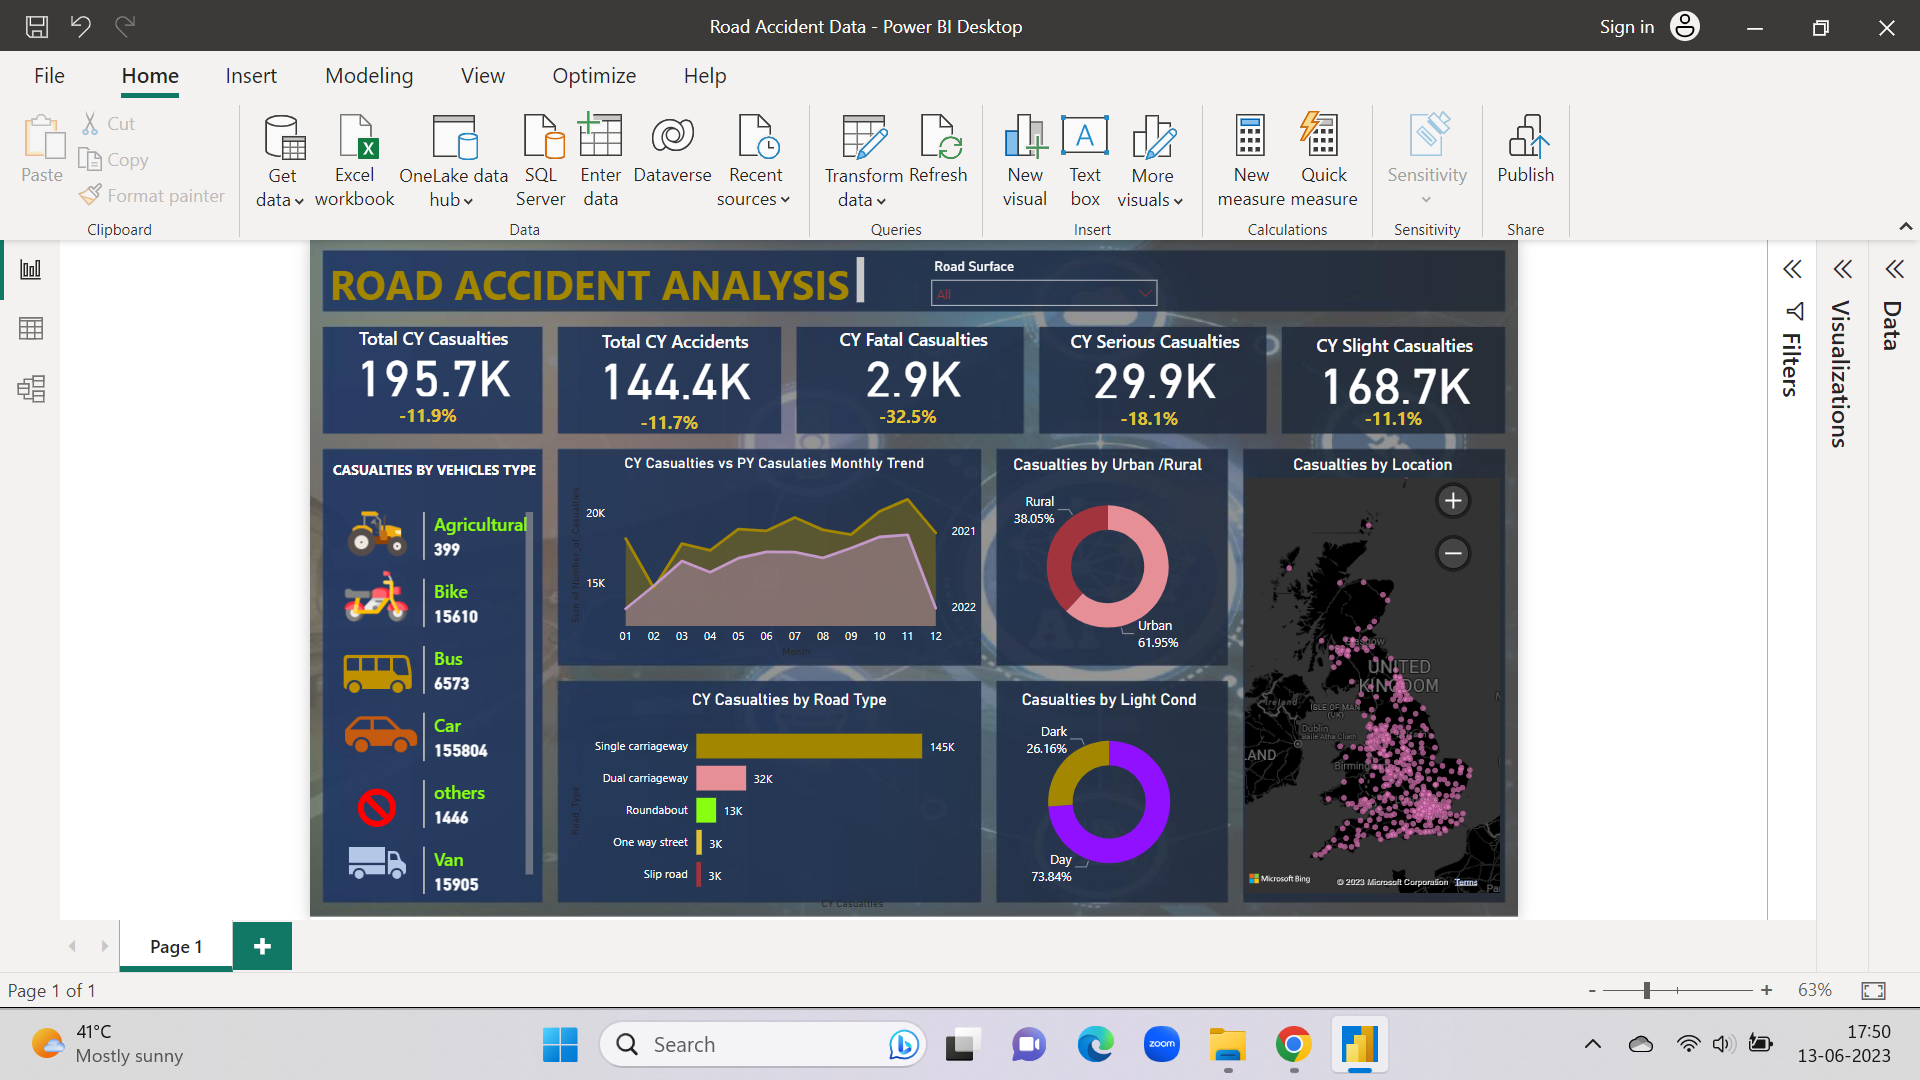 Road Accident Data - Power BI Desktop
Sign in
File Home Insert Modeling View Optimize Help
Paste
Cut
Copy
Format painter
Clipboard
Get data
Excel workbook
OneLake data hub
SQL Server
Enter data
Dataverse
Recent sources
Data
Transform data
Refresh
Queries
New visual
Text box
More visuals
Insert
New measure
Quick measure
Calculations
Sensitivity
Sensitivity
Publish
Share
ROAD ACCIDENT ANALYSIS
Road Surface
All
Total CY Casualties
195.7K
-11.9%
Total CY Accidents
144.4K
-11.7%
CY Fatal Casualties
2.9K
-32.5%
CY Serious Casualties
29.9K
-18.1%
CY Slight Casualties
168.7K
-11.1%
CASUALTIES BY VEHICLES TYPE
Agricultural
399
Bike
15610
Bus
6573
Car
155804
others
1446
Van
15905
CY Casualties vs PY Casulaties Monthly Trend
Sum of Number_of_Casualties
20K
15K
2021
2022
01 02 03 04 05 06 07 08 09 10 11 12
Month
CY Casualties by Road Type
Road_Type
Single carriageway 145K
Dual carriageway 32K
Roundabout 13K
One way street 3K
Slip road 3K
CY Casualties
Casualties by Urban /Rural
Rural
38.05%
Urban
61.95%
Casualties by Light Cond
Dark
26.16%
Day
73.84%
Casualties by Location
Glasgow
UNITED
KINGDOM
Ireland
ISLE OF MAN
(UK)
Dublin
Baile Átha Cliath
LAND
Birming
Microsoft Bing
© 2023 Microsoft Corporation Terms
Pa
Filters
Visualizations
Data
Page 1
Page 1 of 1
63%
41°C
Mostly sunny
Search
zoom
17:50
13-06-2023